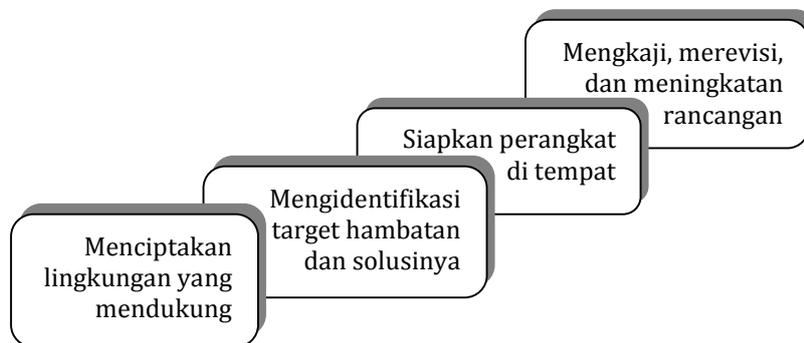 Mengkaji, merevisi,
dan meningkatan
rancangan
Siapkan perangkat
di tempat
Mengidentifikasi
target hambatan
dan solusinya
Menciptakan
lingkungan yang
mendukung